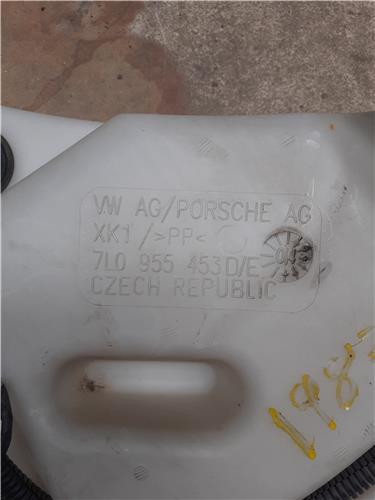 VW AG/PORSCHE AG
XK1 />PP<
7L0 955 453D/E
CZECH REPUBLIC